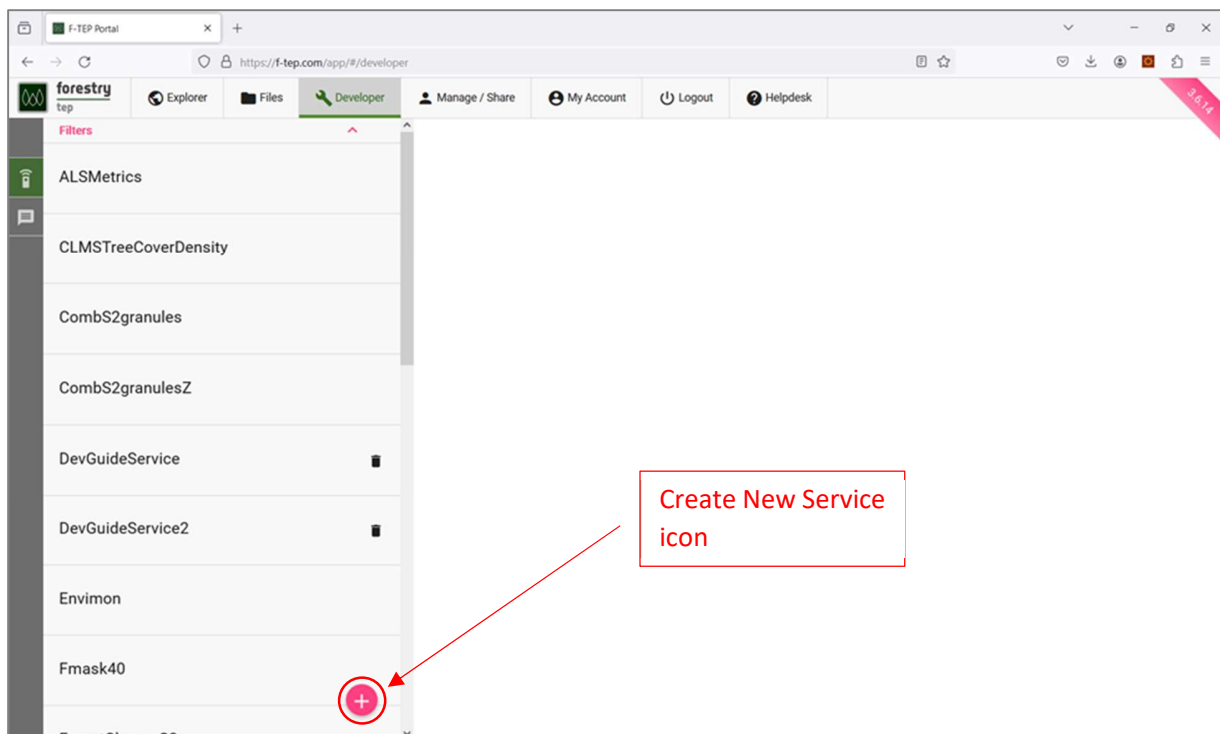 F-TEP Portal
https://f-tep.com/app/#/developer
forestry
tep
Explorer
Files
Developer
Manage / Share
My Account
Logout
Helpdesk
3.6.14
Filters
ALSMetrics
CLMSTreeCoverDensity
CombS2granules
CombS2granulesZ
DevGuideService
DevGuideService2
Create New Service
icon
Envimon
Fmask40